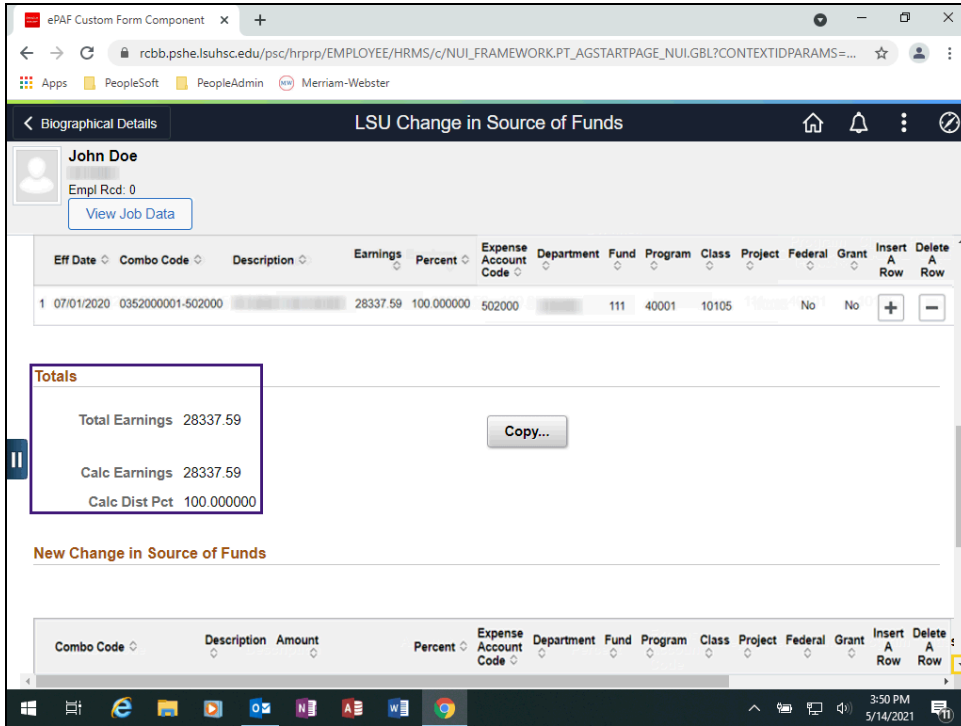 ePAF Custom Form Component
rcbb.pshe.lsuhsc.edu/psc/hrprp/EMPLOYEE/HRMS/c/NUI_FRAMEWORK.PT_AGSTARTPAGE_NUI.GBL?CONTEXTIDPARAMS=...
Apps PeopleSoft PeopleAdmin MW Merriam-Webster
Biographical Details LSU Change in Source of Funds
John Doe
Empl Rcd: 0
View Job Data
Eff Date Combo Code Description Earnings Percent Expense Account Code Department Fund Program Class Project Federal Grant Insert A Row Delete A Row
1 07/01/2020 0352000001-502000 28337.59 100.000000 502000 111 40001 10105 No No
Totals
Total Earnings 28337.59
Copy...
Calc Earnings 28337.59
Calc Dist Pct 100.000000
New Change in Source of Funds
Combo Code Description Amount Percent Expense Account Code Department Fund Program Class Project Federal Grant Insert A Row Delete A Row
3:50 PM
5/14/2021
11